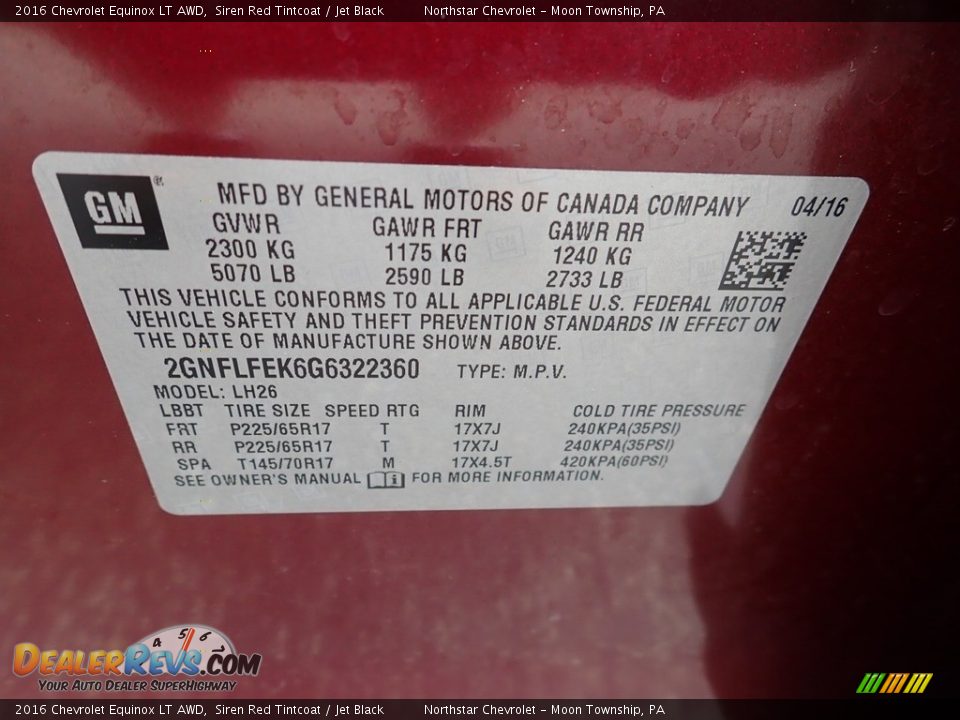 2016 Chevrolet Equinox LT AWD, Siren Red Tintcoat / Jet Black Northstar Chevrolet - Moon Township, PA
GM ®
MFD BY GENERAL MOTORS OF CANADA COMPANY 04/16
GVWR GAWR FRT GAWR RR
2300 KG 1175 KG 1240 KG
5070 LB 2590 LB 2733 LB
THIS VEHICLE CONFORMS TO ALL APPLICABLE U.S. FEDERAL MOTOR
VEHICLE SAFETY AND THEFT PREVENTION STANDARDS IN EFFECT ON
THE DATE OF MANUFACTURE SHOWN ABOVE.
2GNFLFEK6G6322360 TYPE: M.P.V.
MODEL: LH26
LBBT TIRE SIZE SPEED RTG RIM COLD TIRE PRESSURE
FRT P225/65R17 T 17X7J 240KPA(35PSI)
RR P225/65R17 T 17X7J 240KPA(35PSI)
SPA T145/70R17 M 17X4.5T 420KPA(60PSI)
SEE OWNER'S MANUAL FOR MORE INFORMATION.
4 5 6 7
DealerRevs.com
Your Auto Dealer SuperHighway
2016 Chevrolet Equinox LT AWD, Siren Red Tintcoat / Jet Black Northstar Chevrolet - Moon Township, PA